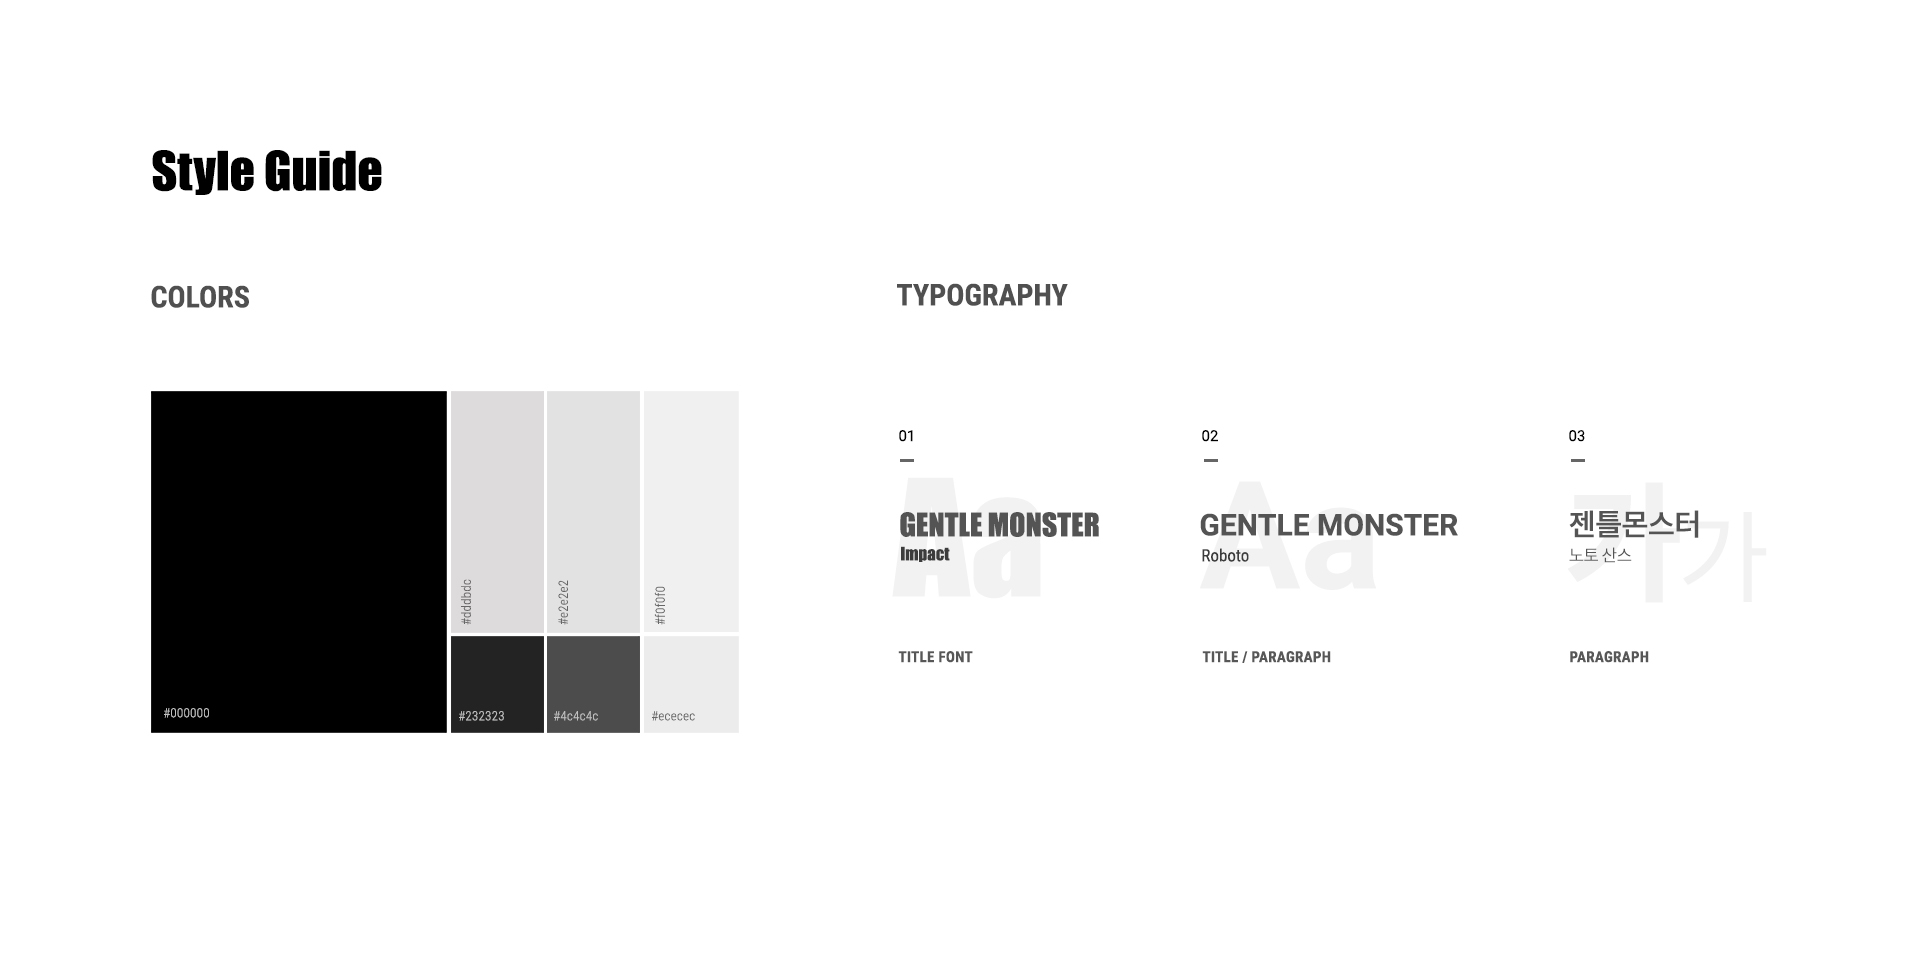 Style Guide
COLORS
#000000
#dddbdc
#e2e2e2
#f0f0f0
#232323
#4c4c4c
#ececec
TYPOGRAPHY
01
Aa
GENTLE MONSTER
Impact
TITLE FONT
02
Aa
GENTLE MONSTER
Roboto
TITLE / PARAGRAPH
03
가가
젠틀몬스터
노토 산스
PARAGRAPH